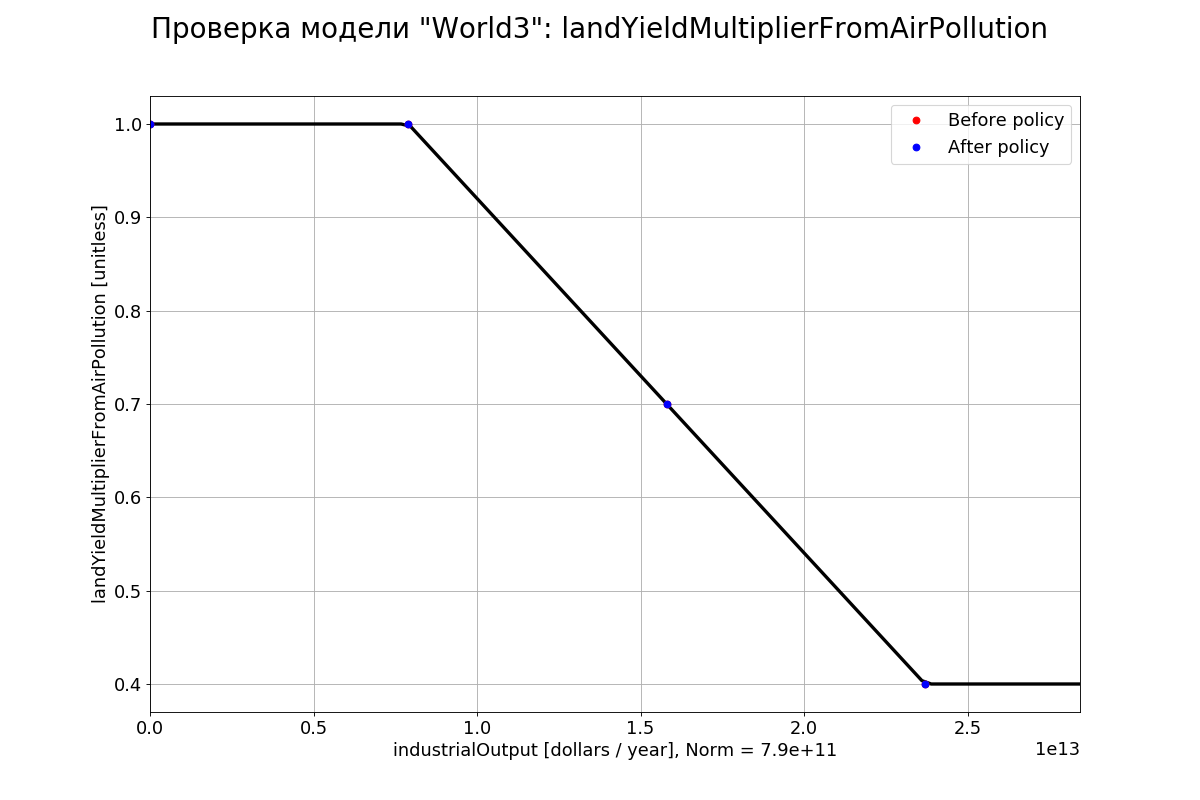 Проверка модели "World3": landYieldMultiplierFromAirPollution
Before policy
After policy
landYieldMultiplierFromAirPollution [unitless]
1.0
0.9
0.8
0.7
0.6
0.5
0.4
0.0 0.5 1.0 1.5 2.0 2.5
1e13
industrialOutput [dollars / year], Norm = 7.9e+11